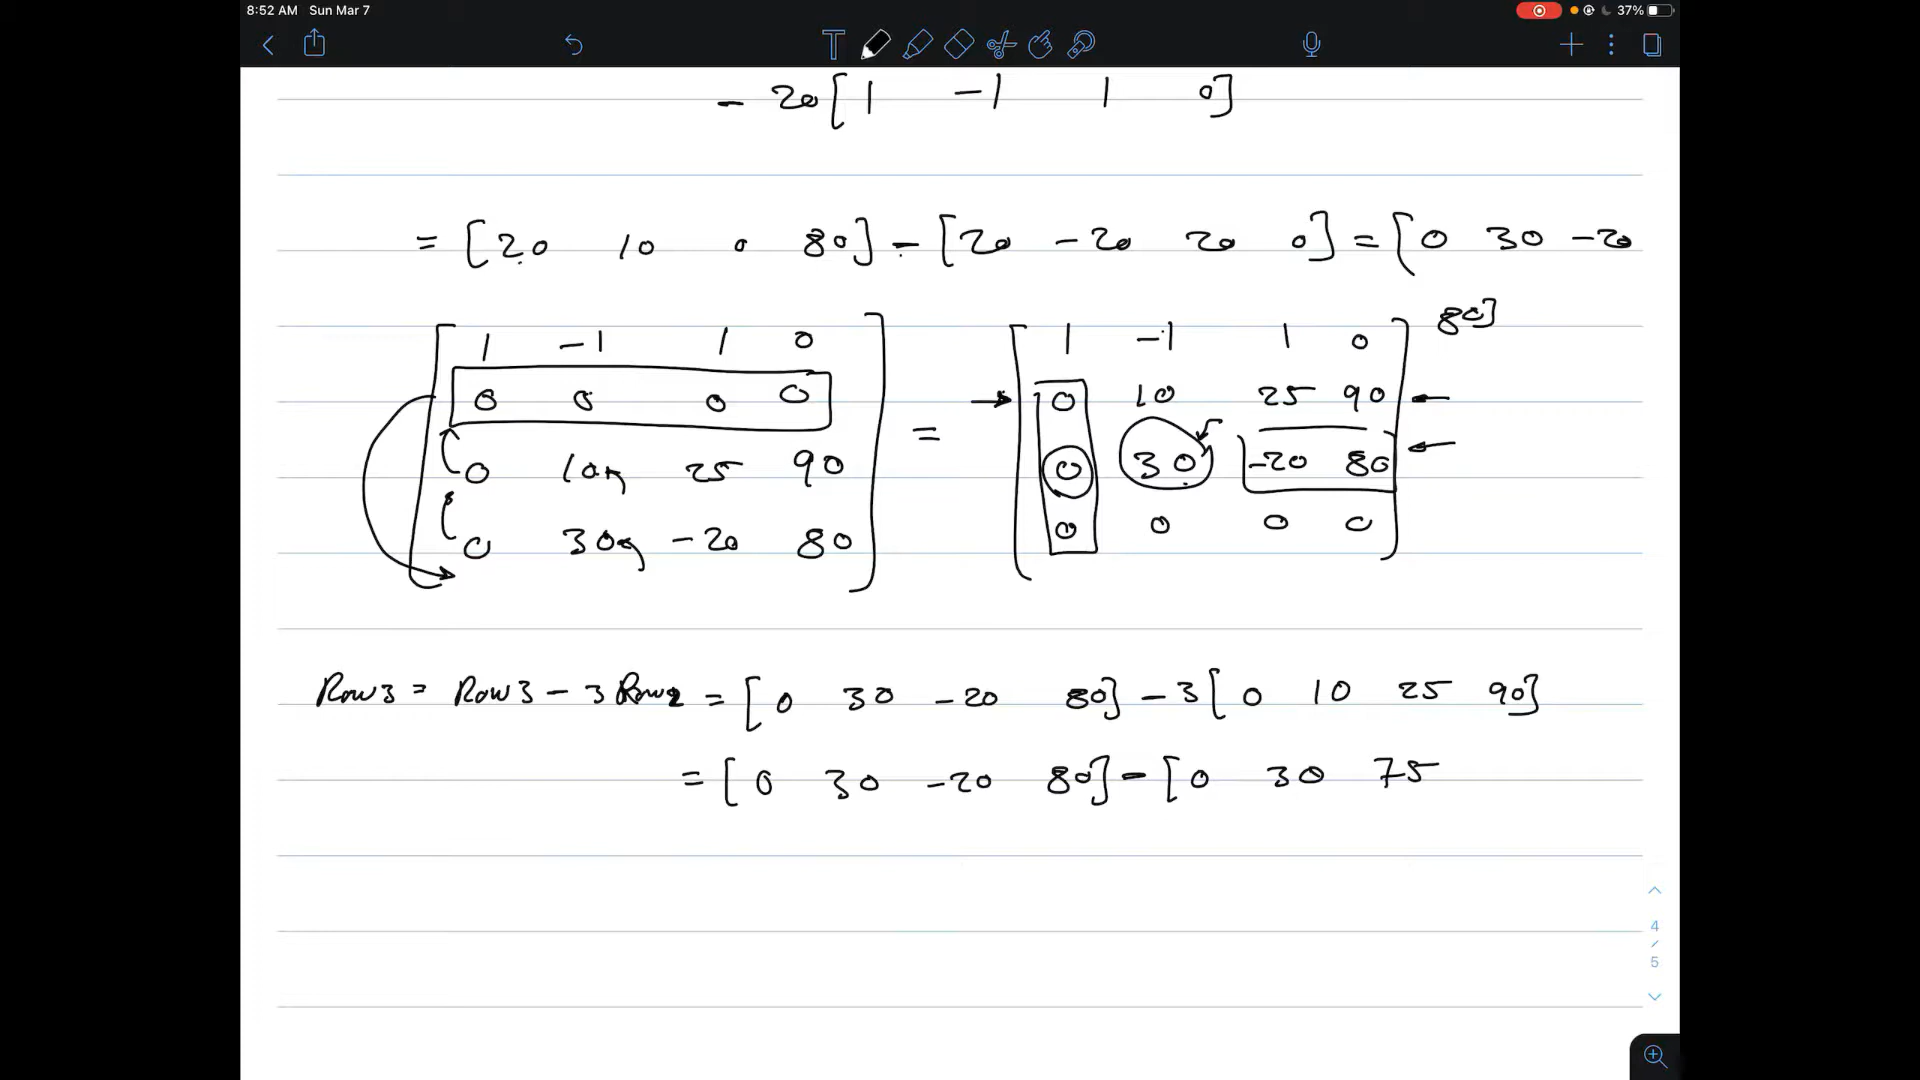 8:52 AM Sun Mar 7 37%
T
- 20 [ 1 -1 1 0 ]
= [ 20 10 0 80 ] - [ 20 -20 20 0 ] = [ 0 30 -20
80 ]
[ 1 -1 1 0 ] [ 1 -1 1 0 ]
0 0 0 0 → 0 10 25 90 ←
=
0 10 25 90 0 30 -20 80 ←
0 30 -20 80 0 0 0 0
Row3 = Row3 - 3 Row2 = [ 0 30 -20 80 ] - 3 [ 0 10 25 90 ]
= [ 0 30 -20 80 ] - [ 0 30 75
4
/
5